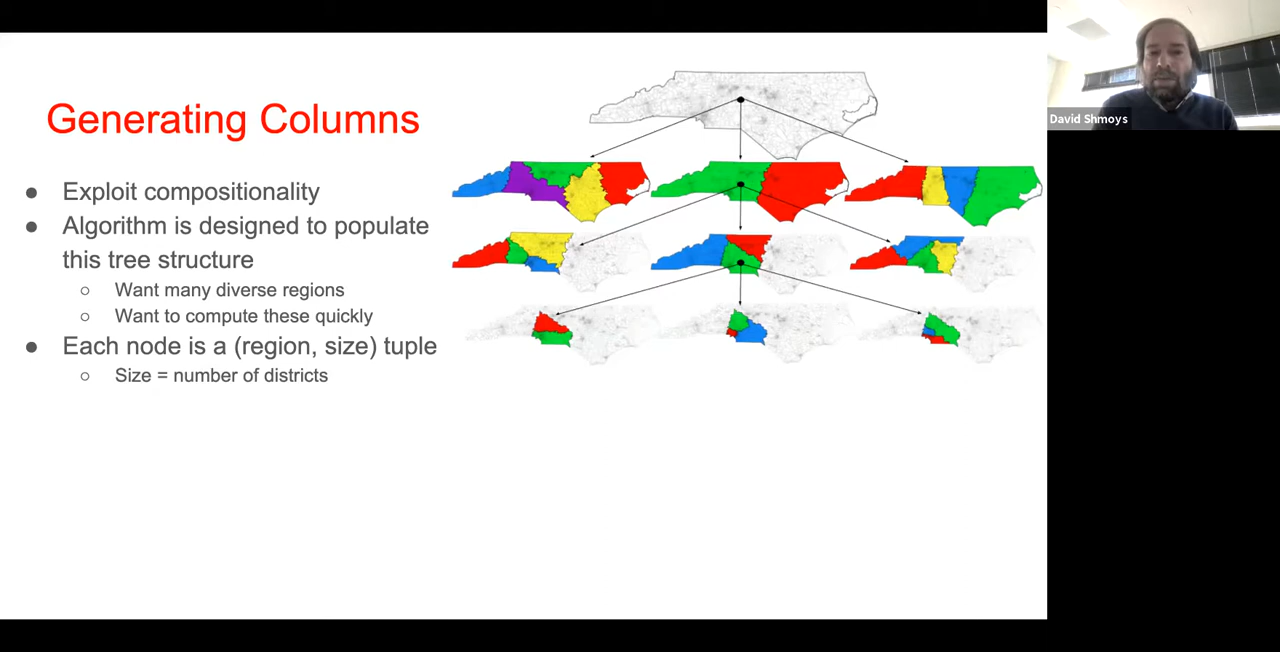 Generating Columns
● Exploit compositionality
● Algorithm is designed to populate
this tree structure
○ Want many diverse regions
○ Want to compute these quickly
● Each node is a (region, size) tuple
○ Size = number of districts
David Shmoys